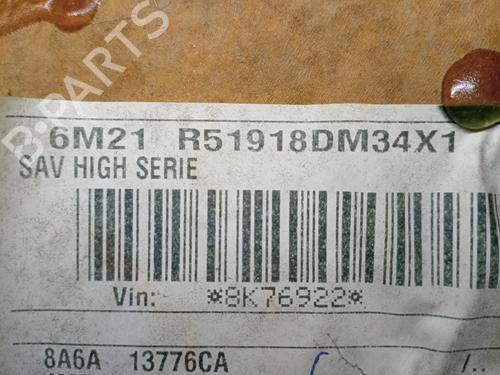 B-PARTS
6M21 R51918DM34X1
SAV HIGH SERIE
Vin: *8K76922*
8A6A 13776CA /..